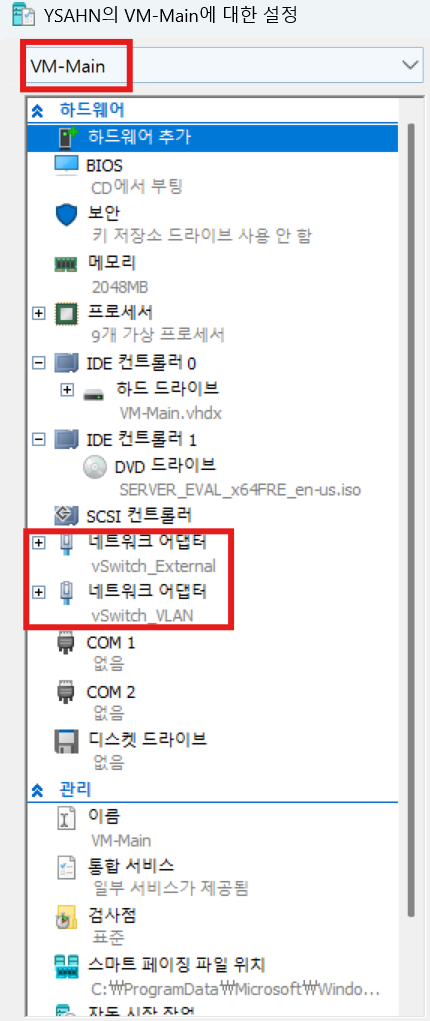 YSAHN의 VM-Main에 대한 설정
VM-Main
하드웨어
하드웨어 추가
BIOS
CD에서 부팅
보안
키 저장소 드라이브 사용 안 함
메모리
2048MB
프로세서
9개 가상 프로세서
IDE 컨트롤러 0
하드 드라이브
VM-Main.vhdx
IDE 컨트롤러 1
DVD 드라이브
SERVER_EVAL_x64FRE_en-us.iso
SCSI 컨트롤러
네트워크 어댑터
vSwitch_External
네트워크 어댑터
vSwitch_VLAN
COM 1
없음
COM 2
없음
디스켓 드라이브
없음
관리
이름
VM-Main
통합 서비스
일부 서비스가 제공됨
검사점
표준
스마트 페이징 파일 위치
C:₩ProgramData₩Microsoft₩Windo...
자동 시작 작업